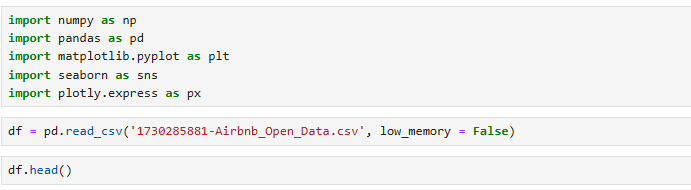 import numpy as np
import pandas as pd
import matplotlib.pyplot as plt
import seaborn as sns
import plotly.express as px
df = pd.read_csv('1730285881-Airbnb_Open_Data.csv', low_memory = False)
df.head()